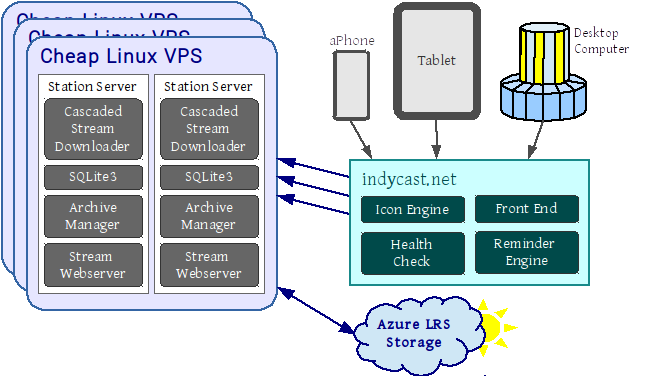 Cheap Linux VPS
Cheap Linux VPS
Cheap Linux VPS
Station Server
Cascaded
Stream
Downloader
SQLite3
Archive
Manager
Stream
Webserver
Station Server
Cascaded
Stream
Downloader
SQLite3
Archive
Manager
Stream
Webserver
aPhone
Tablet
Desktop
Computer
indycast.net
Icon Engine
Front End
Health
Check
Reminder
Engine
Azure LRS
Storage